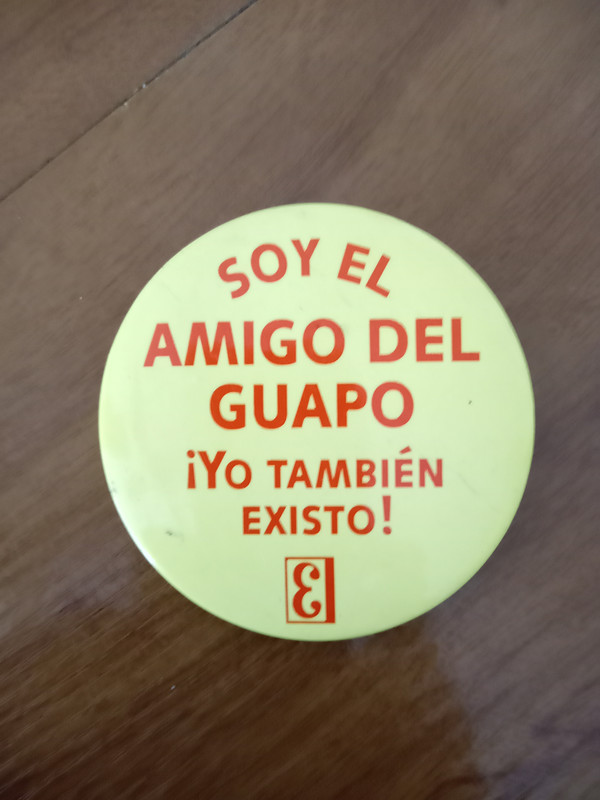 SOY EL
AMIGO DEL
GUAPO
¡YO TAMBIÉN
EXISTO!